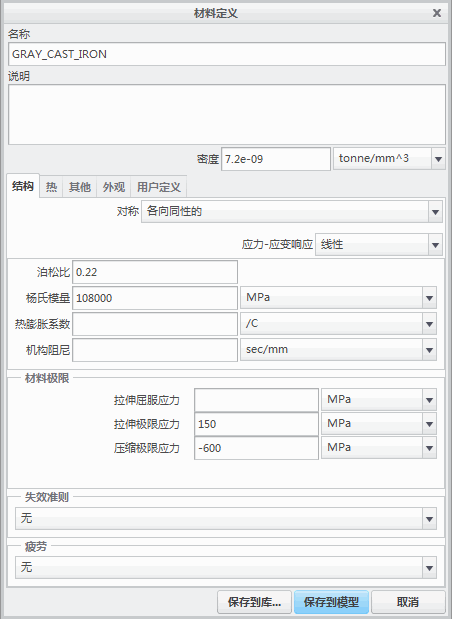 材料定义
名称
GRAY_CAST_IRON
说明
密度 7.2e-09 tonne/mm^3
结构 热 其他 外观 用户定义
对称 各向同性的
应力-应变响应 线性
泊松比 0.22
杨氏模量 108000 MPa
热膨胀系数 /C
机构阻尼 sec/mm
材料极限
拉伸屈服应力 MPa
拉伸极限应力 150 MPa
压缩极限应力 -600 MPa
失效准则
无
疲劳
无
保存到库... 保存到模型 取消